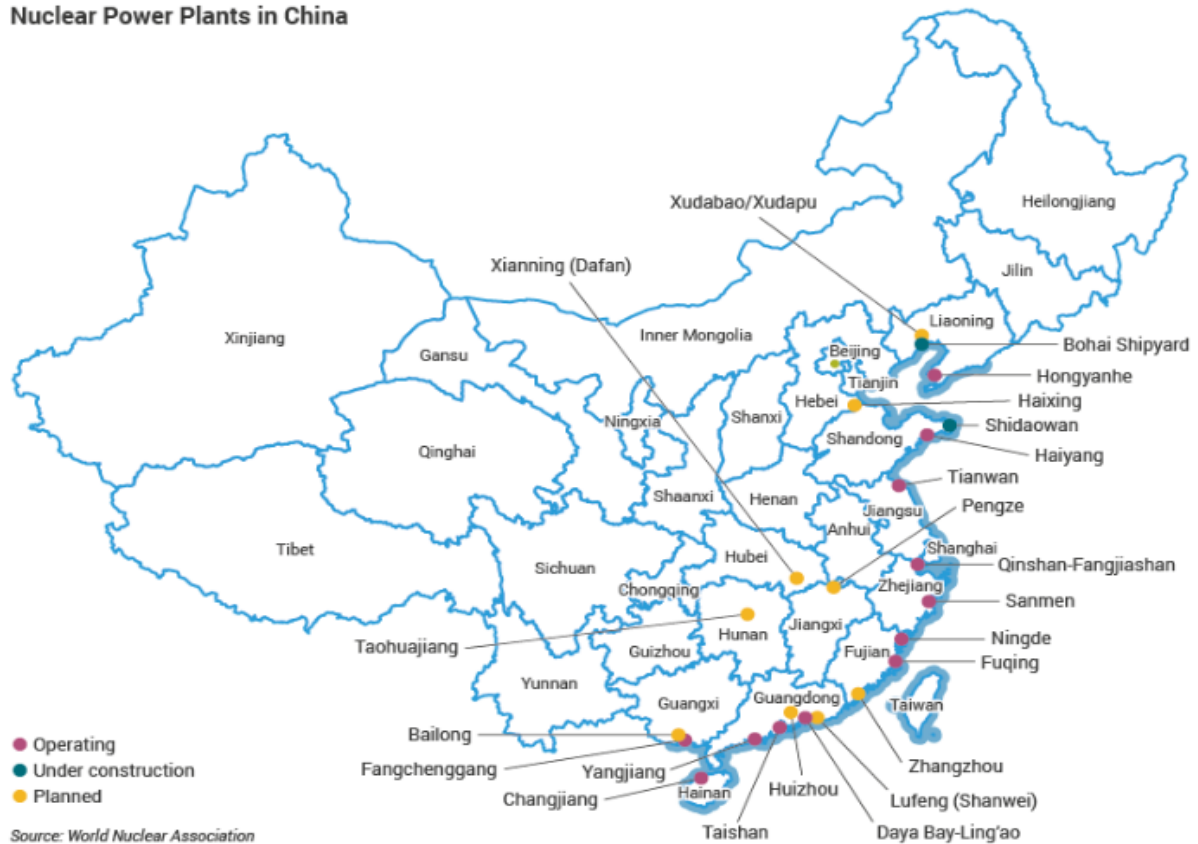 Nuclear Power Plants in China
Heilongjiang
Xudabao/Xudapu
Xianning (Dafan)
Jilin
Liaoning
Inner Mongolia
Xinjiang
Bohai Shipyard
Beijing
Gansu
Hongyanhe
Tianjin
Haixing
Hebei
Shanxi
Ningxia
Shidaowan
Shandong
Qinghai
Haiyang
Tianwan
Shaanxi
Henan
Pengze
Jiangsu
Anhui
Tibet
Shanghai
Hubei
Qinshan-Fangjiashan
Sichuan
Zhejiang
Chongqing
Sanmen
Jiangxi
Hunan
Ningde
Taohuajiang
Guizhou
Fujian
Fuqing
Yunnan
Guangdong
Guangxi
Taiwan
Bailong
Operating
Zhangzhou
Fangchenggang
Under construction
Yangjiang
Huizhou
Hainan
Planned
Changjiang
Lufeng (Shanwei)
Taishan
Daya Bay-Ling'ao
Source: World Nuclear Association